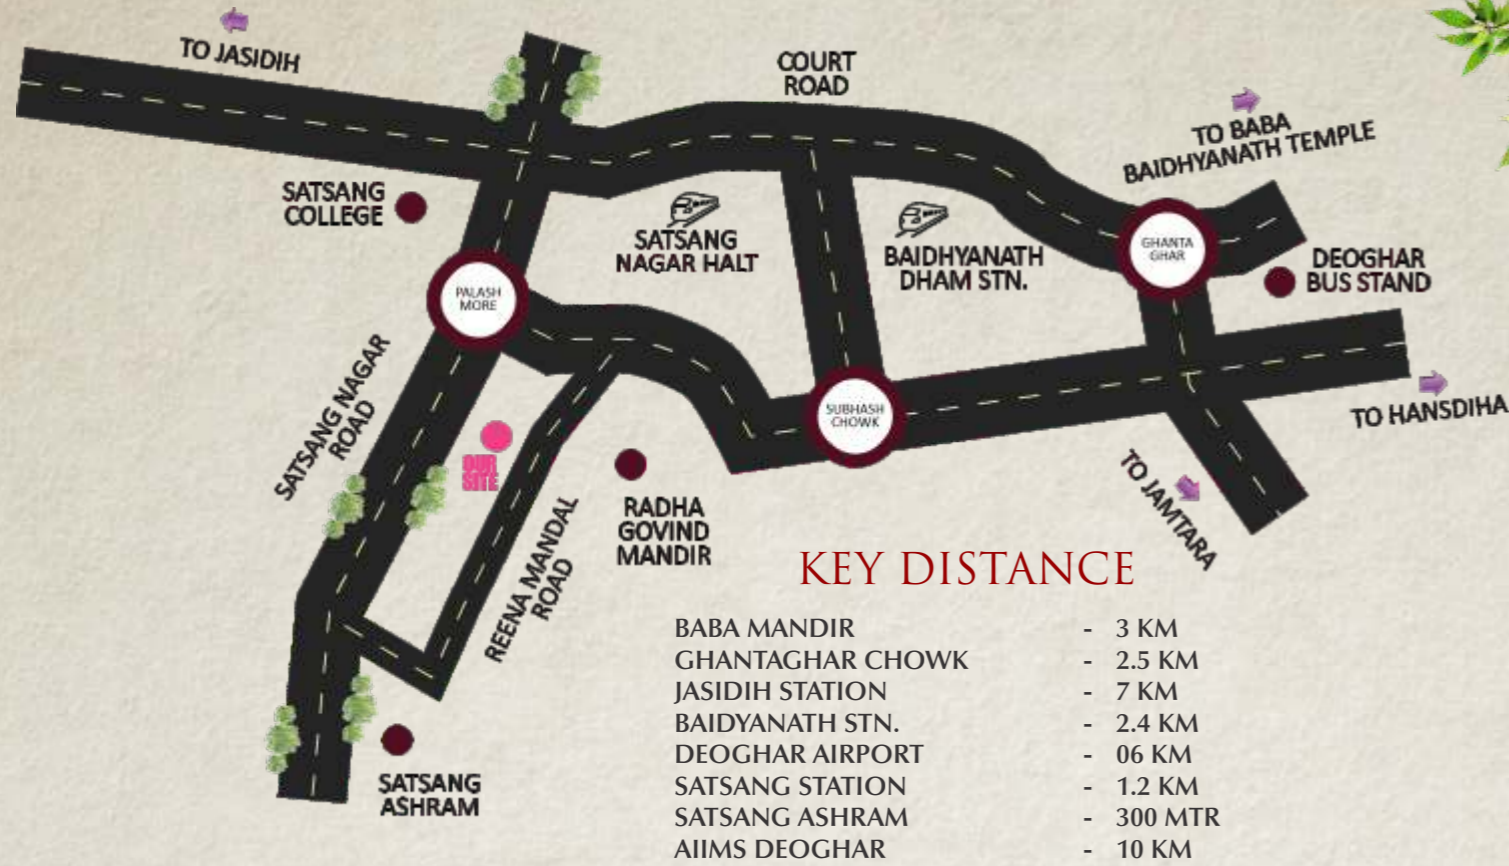 TO JASIDIH
COURT
ROAD
TO BABA
BAIDHYANATH TEMPLE
SATSANG
COLLEGE
SATSANG
NAGAR HALT
BAIDHYANATH
DHAM STN.
GHANTA
GHAR
DEOGHAR
BUS STAND
PALASH
MORE
SATSANG NAGAR
ROAD
SUBHASH
CHOWK
TO HANSDIHA
OUR
SITE
TO JAMTARA
RADHA
GOVIND
MANDIR
REENA MANDAL
ROAD
SATSANG
ASHRAM
KEY DISTANCE
BABA MANDIR - 3 KM
GHANTAGHAR CHOWK - 2.5 KM
JASIDIH STATION - 7 KM
BAIDYANATH STN. - 2.4 KM
DEOGHAR AIRPORT - 06 KM
SATSANG STATION - 1.2 KM
SATSANG ASHRAM - 300 MTR
AIIMS DEOGHAR - 10 KM